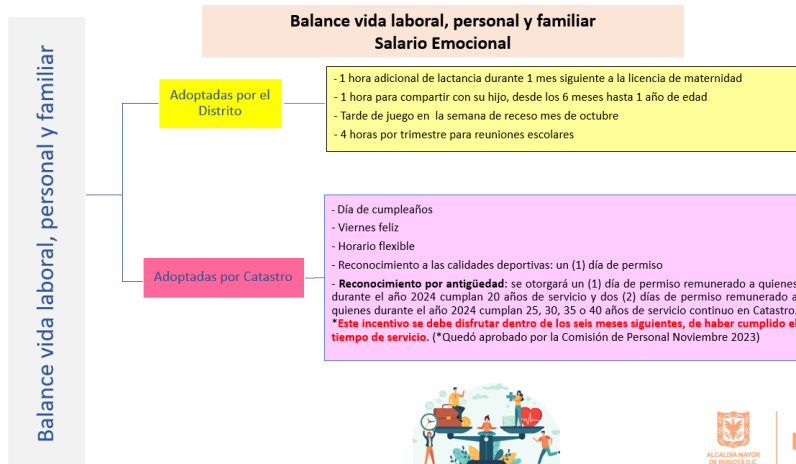 Balance vida laboral, personal y familiar
Balance vida laboral, personal y familiar
Salario Emocional
Adoptadas por el
Distrito
- 1 hora adicional de lactancia durante 1 mes siguiente a la licencia de maternidad
- 1 hora para compartir con su hijo, desde los 6 meses hasta 1 año de edad
- Tarde de juego en la semana de receso mes de octubre
- 4 horas por trimestre para reuniones escolares
Adoptadas por Catastro
- Día de cumpleaños
- Viernes feliz
- Horario flexible
- Reconocimiento a las calidades deportivas: un (1) día de permiso
- Reconocimiento por antigüedad: se otorgará un (1) día de permiso remunerado a quienes
durante el año 2024 cumplan 20 años de servicio y dos (2) días de permiso remunerado a
quienes durante el año 2024 cumplan 25, 30, 35 o 40 años de servicio continuo en Catastro.
*Este incentivo se debe disfrutar dentro de los seis meses siguientes, de haber cumplido el
tiempo de servicio. (*Quedó aprobado por la Comisión de Personal Noviembre 2023)
ALCALDÍA MAYOR
DE BOGOTÁ D.C.